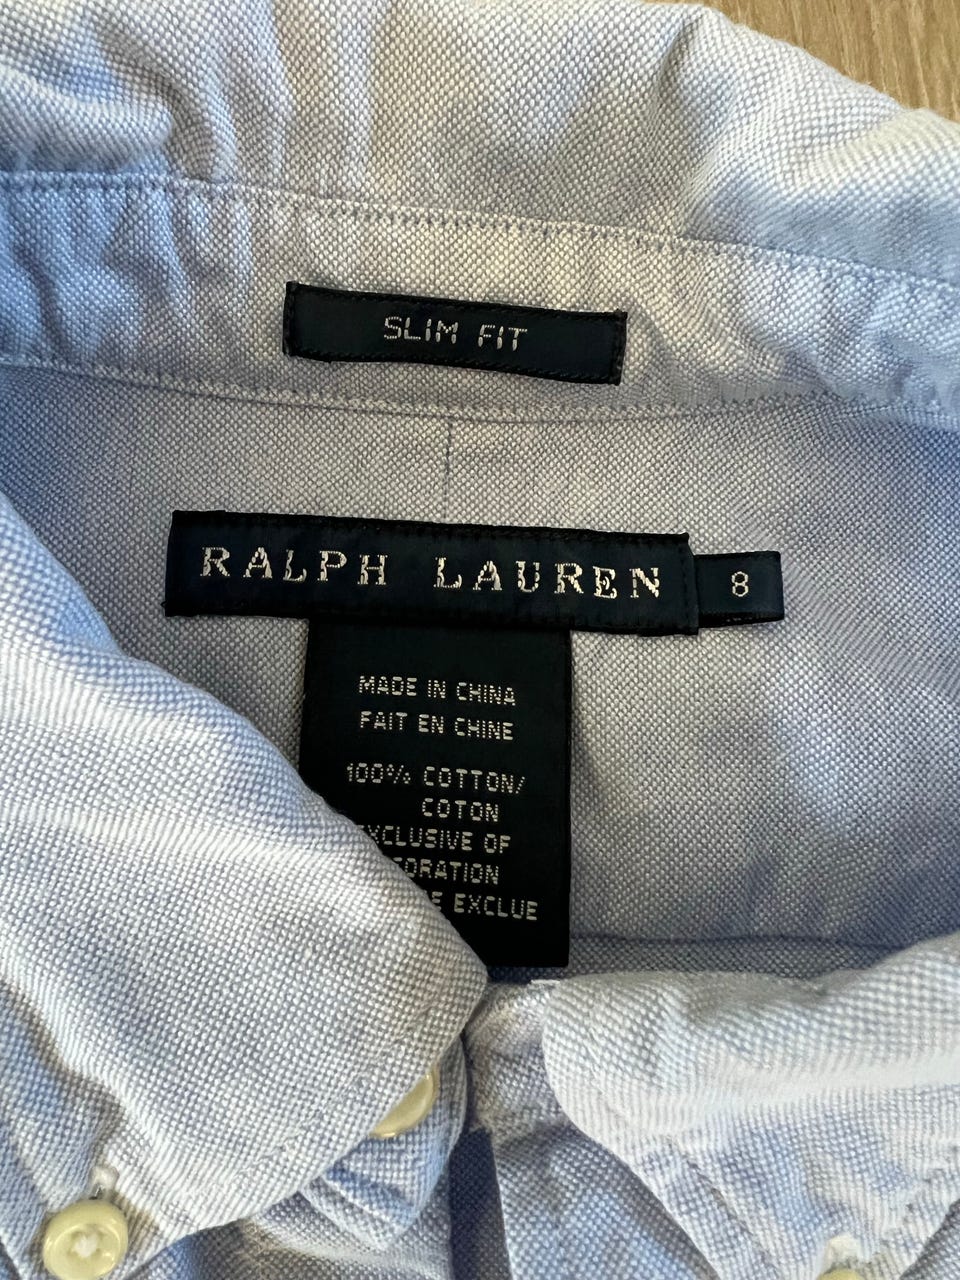 SLIM FIT
RALPH LAUREN 8
MADE IN CHINA
FAIT EN CHINE
100% COTTON/
COTON
EXCLUSIVE OF
EXCLUE